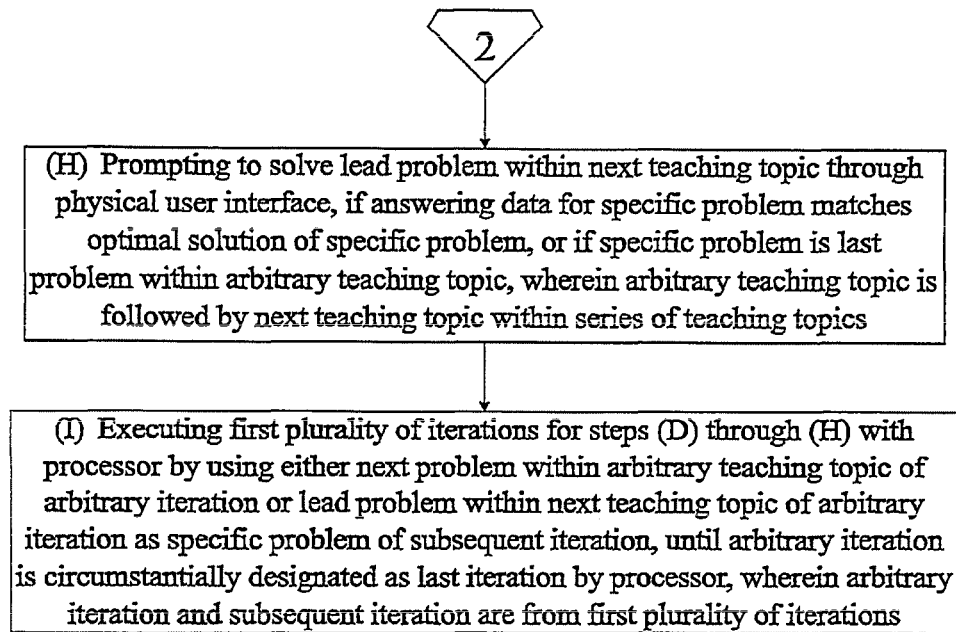 2
(H) Prompting to solve lead problem within next teaching topic through
physical user interface, if answering data for specific problem matches
optimal solution of specific problem, or if specific problem is last
problem within arbitrary teaching topic, wherein arbitrary teaching topic is
followed by next teaching topic within series of teaching topics
(I) Executing first plurality of iterations for steps (D) through (H) with
processor by using either next problem within arbitrary teaching topic of
arbitrary iteration or lead problem within next teaching topic of arbitrary
iteration as specific problem of subsequent iteration, until arbitrary iteration
is circumstantially designated as last iteration by processor, wherein arbitrary
iteration and subsequent iteration are from first plurality of iterations